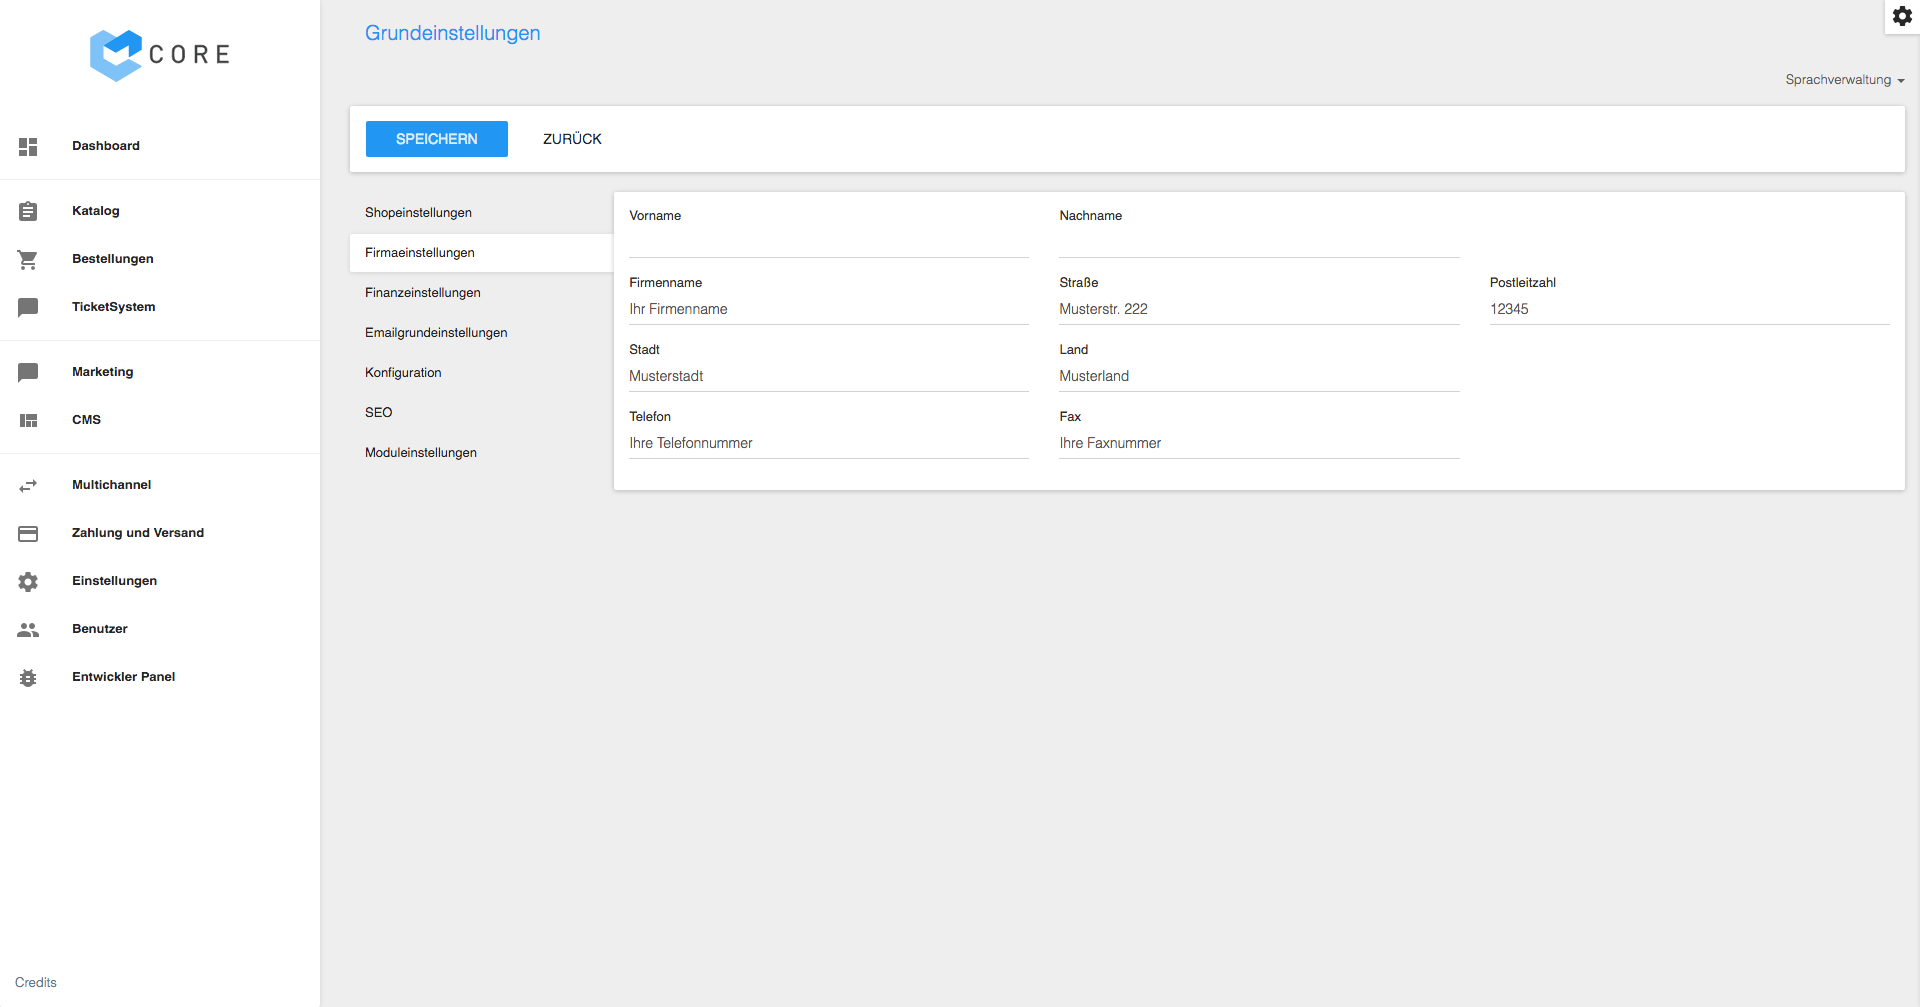 CORE
Dashboard
Katalog
Bestellungen
TicketSystem
Marketing
CMS
Multichannel
Zahlung und Versand
Einstellungen
Benutzer
Entwickler Panel
Credits
Grundeinstellungen
Sprachverwaltung
SPEICHERN ZURÜCK
Shopeinstellungen
Firmaeinstellungen
Finanzeinstellungen
Emailgrundeinstellungen
Konfiguration
SEO
Moduleinstellungen
Vorname Nachname
Firmenname Straße Postleitzahl
Ihr Firmenname Musterstr. 222 12345
Stadt Land
Musterstadt Musterland
Telefon Fax
Ihre Telefonnummer Ihre Faxnummer